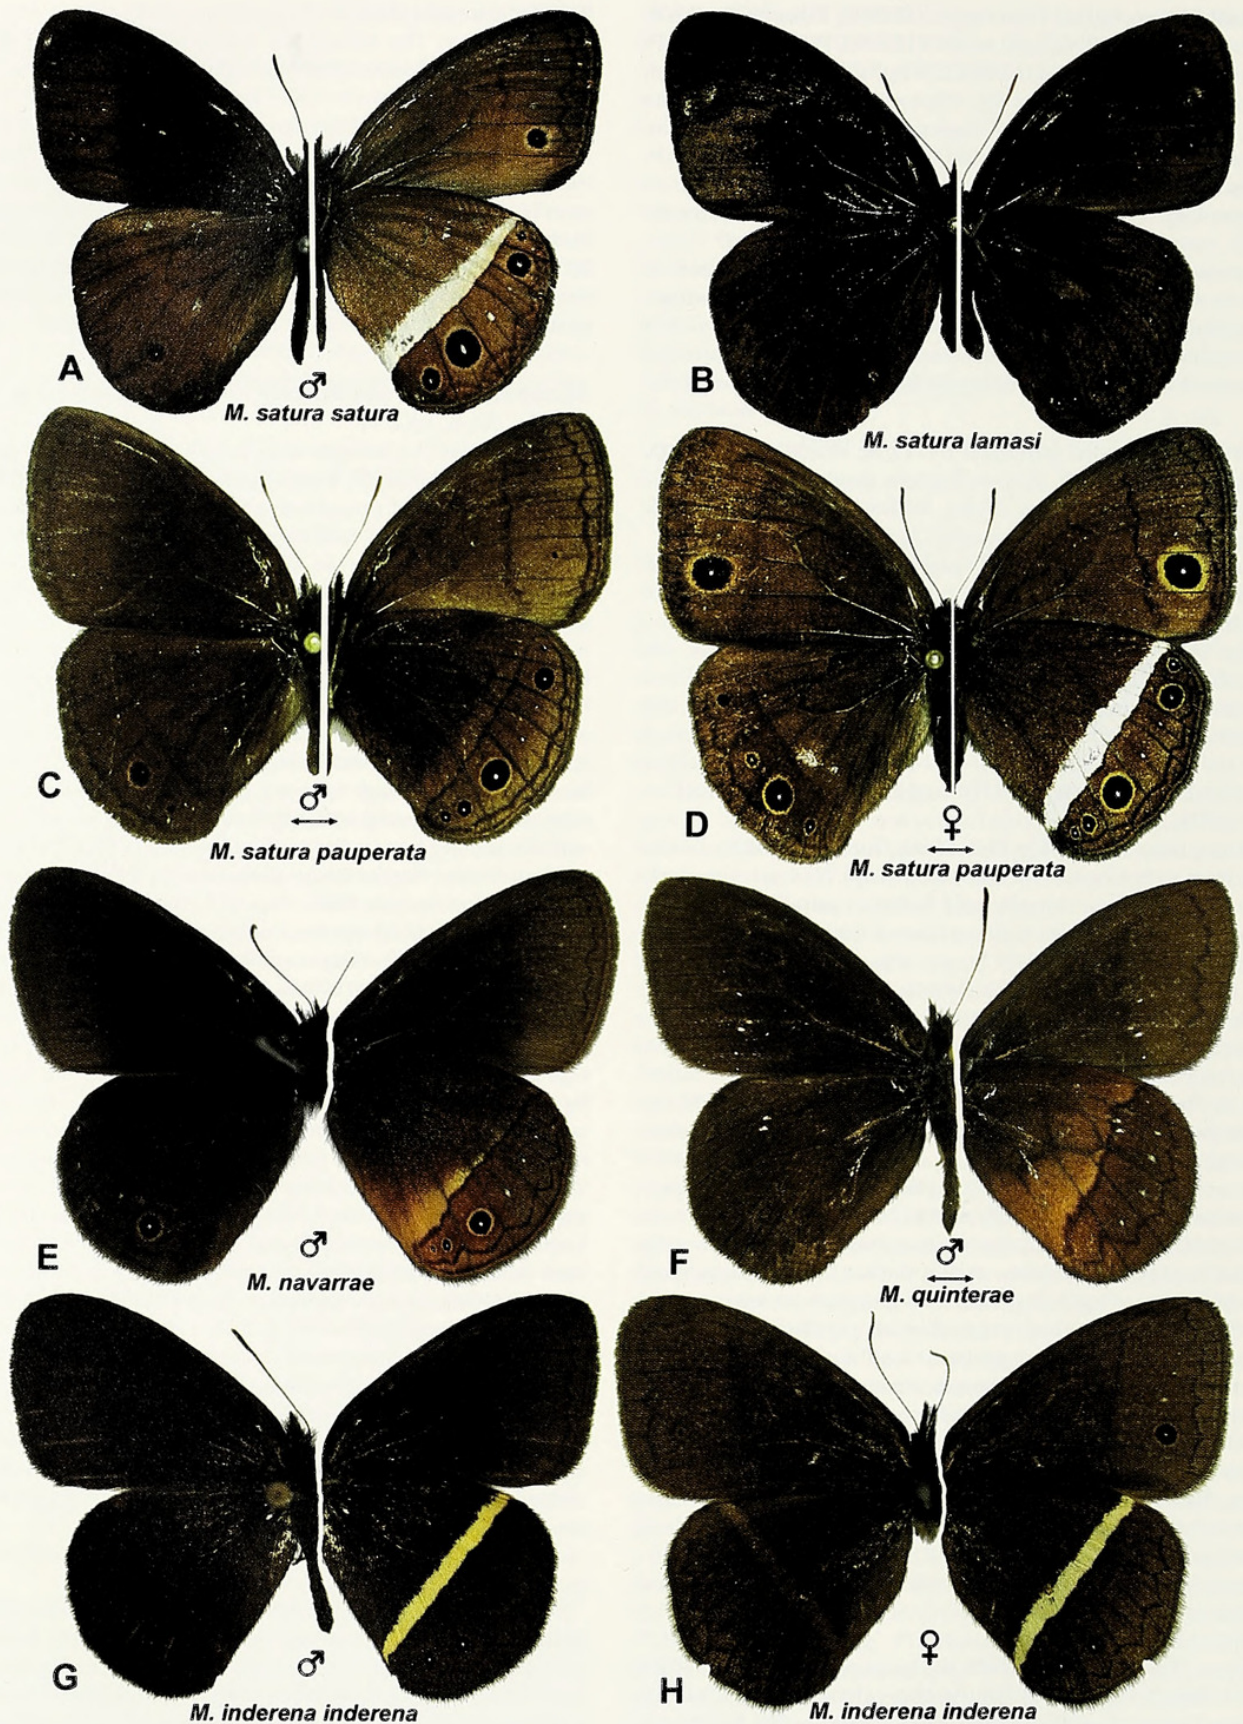 A
♂
M. satura satura
B
M. satura lamasi
C
♂
↔
M. satura pauperata
D
♀
↔
M. satura pauperata
E
♂
M. navarrae
F
♂
↔
M. quinterae
G
♂
M. inderena inderena
H
♀
M. inderena inderena